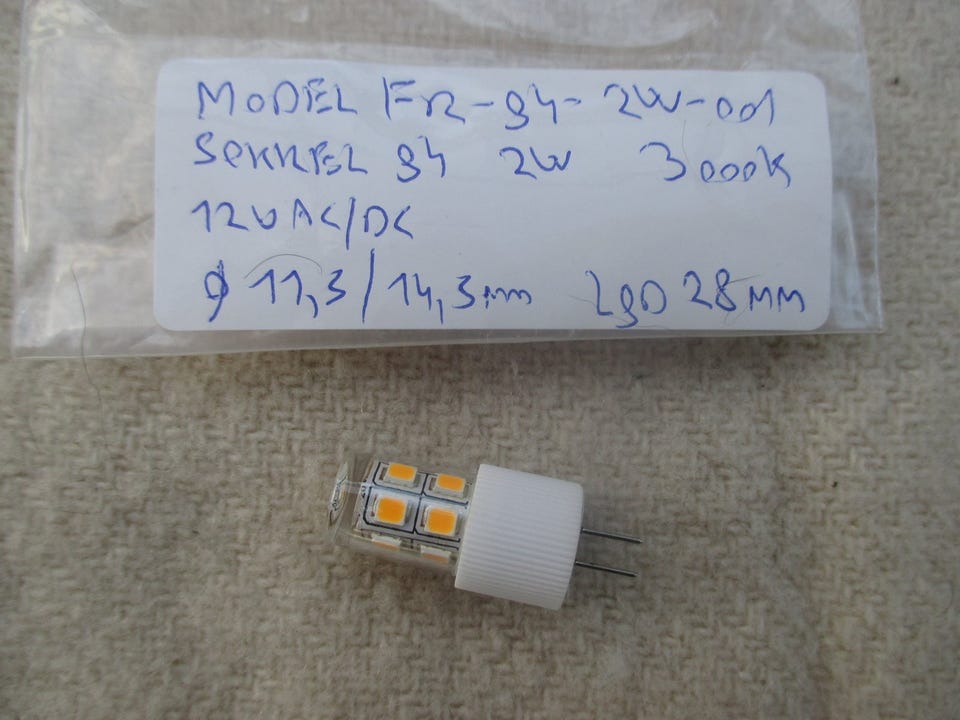 MODEL FR-g4-2W-001
SOKKEL g4 2W 3000K
12V AC/DC
ø 11,3/14,3mm Lgd 28mm